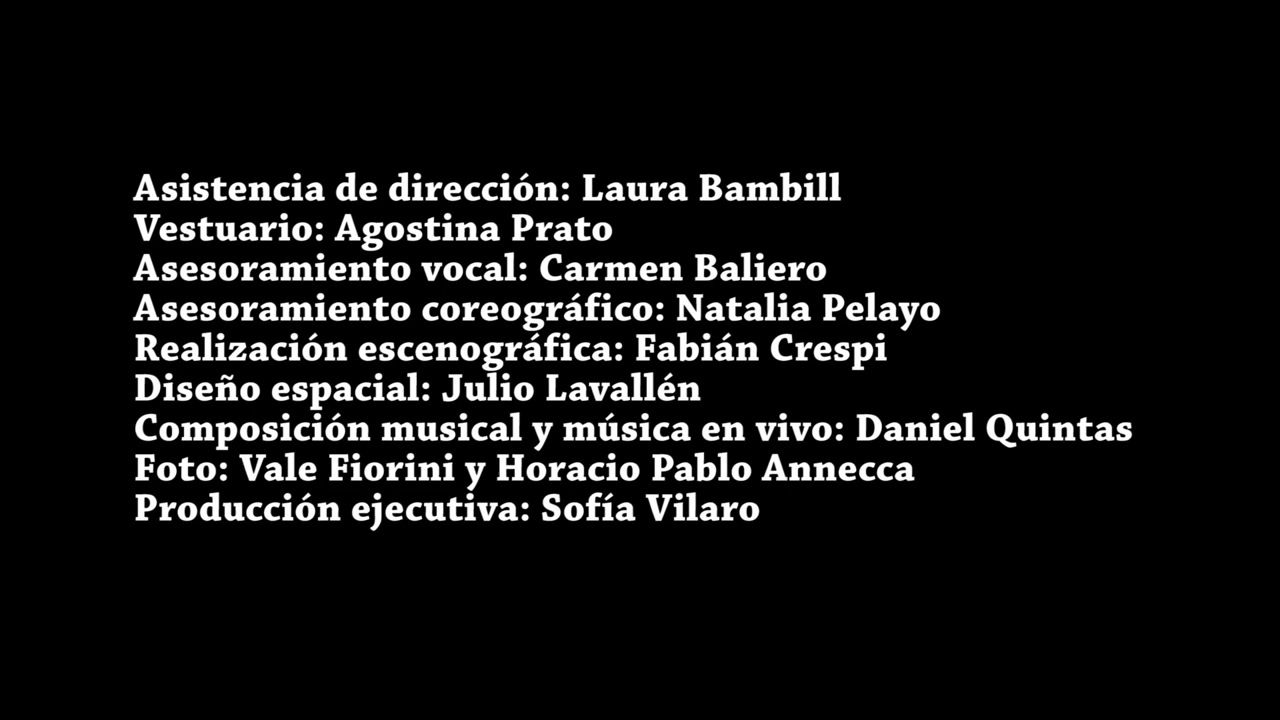 Asistencia de dirección: Laura Bambill
Vestuario: Agostina Prato
Asesoramiento vocal: Carmen Baliero
Asesoramiento coreográfico: Natalia Pelayo
Realización escenográfica: Fabián Crespi
Diseño espacial: Julio Lavallén
Composición musical y música en vivo: Daniel Quintas
Foto: Vale Fiorini y Horacio Pablo Annecca
Producción ejecutiva: Sofía Vilaro